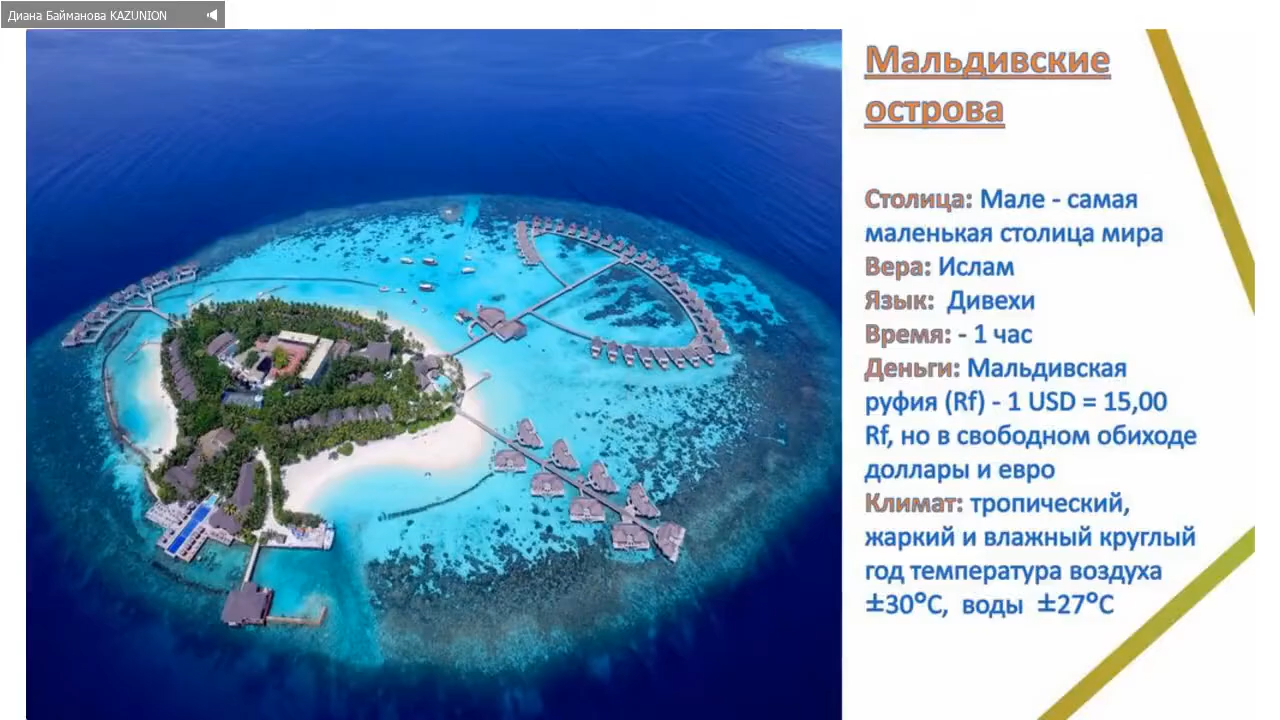 Диана Байманова KAZUNION
Мальдивские
острова
Столица: Мале - самая
маленькая столица мира
Вера: Ислам
Язык: Дивехи
Время: - 1 час
Деньги: Мальдивская
руфия (Rf) - 1 USD = 15,00
Rf, но в свободном обиходе
доллары и евро
Климат: тропический,
жаркий и влажный круглый
год температура воздуха
±30°С, воды ±27°С